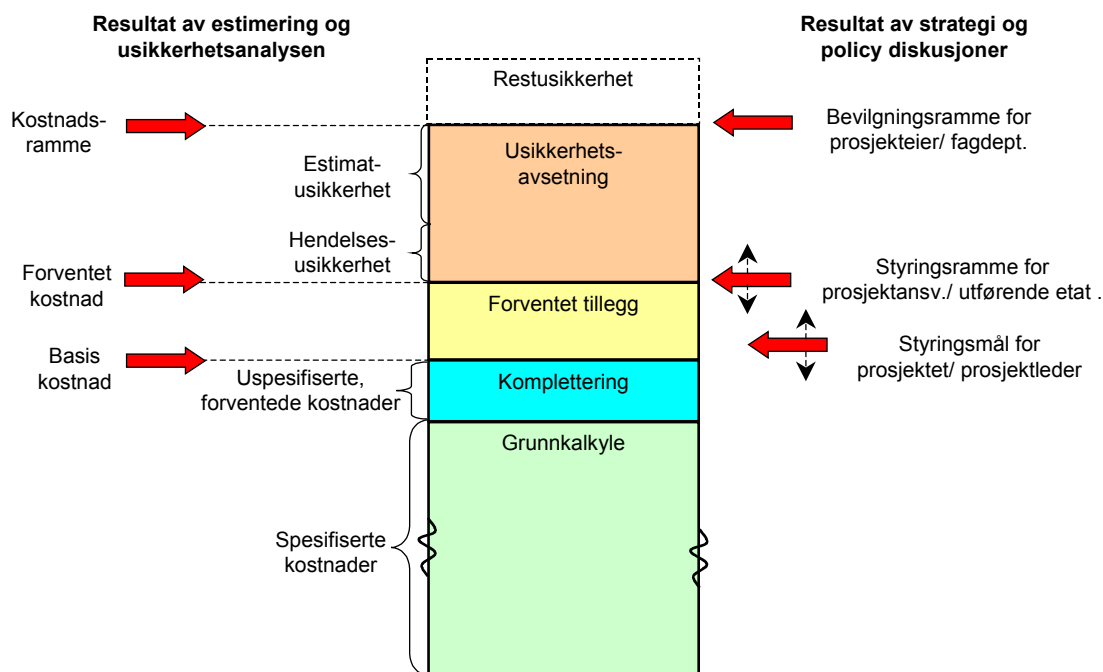 Resultat av estimering og
usikkerhetsanalysen
Resultat av strategi og
policy diskusjoner
Restusikkerhet
Kostnads-
ramme
Bevilgningsramme for
prosjekteier/ fagdept.
Usikkerhets-
avsetning
Estimat-
usikkerhet
Hendelses-
usikkerhet
Forventet
kostnad
Styringsramme for
prosjektansv./ utførende etat .
Forventet tillegg
Basis
kostnad
Styringsmål for
prosjektet/ prosjektleder
Uspesifiserte,
forventede kostnader
Komplettering
Grunnkalkyle
Spesifiserte
kostnader